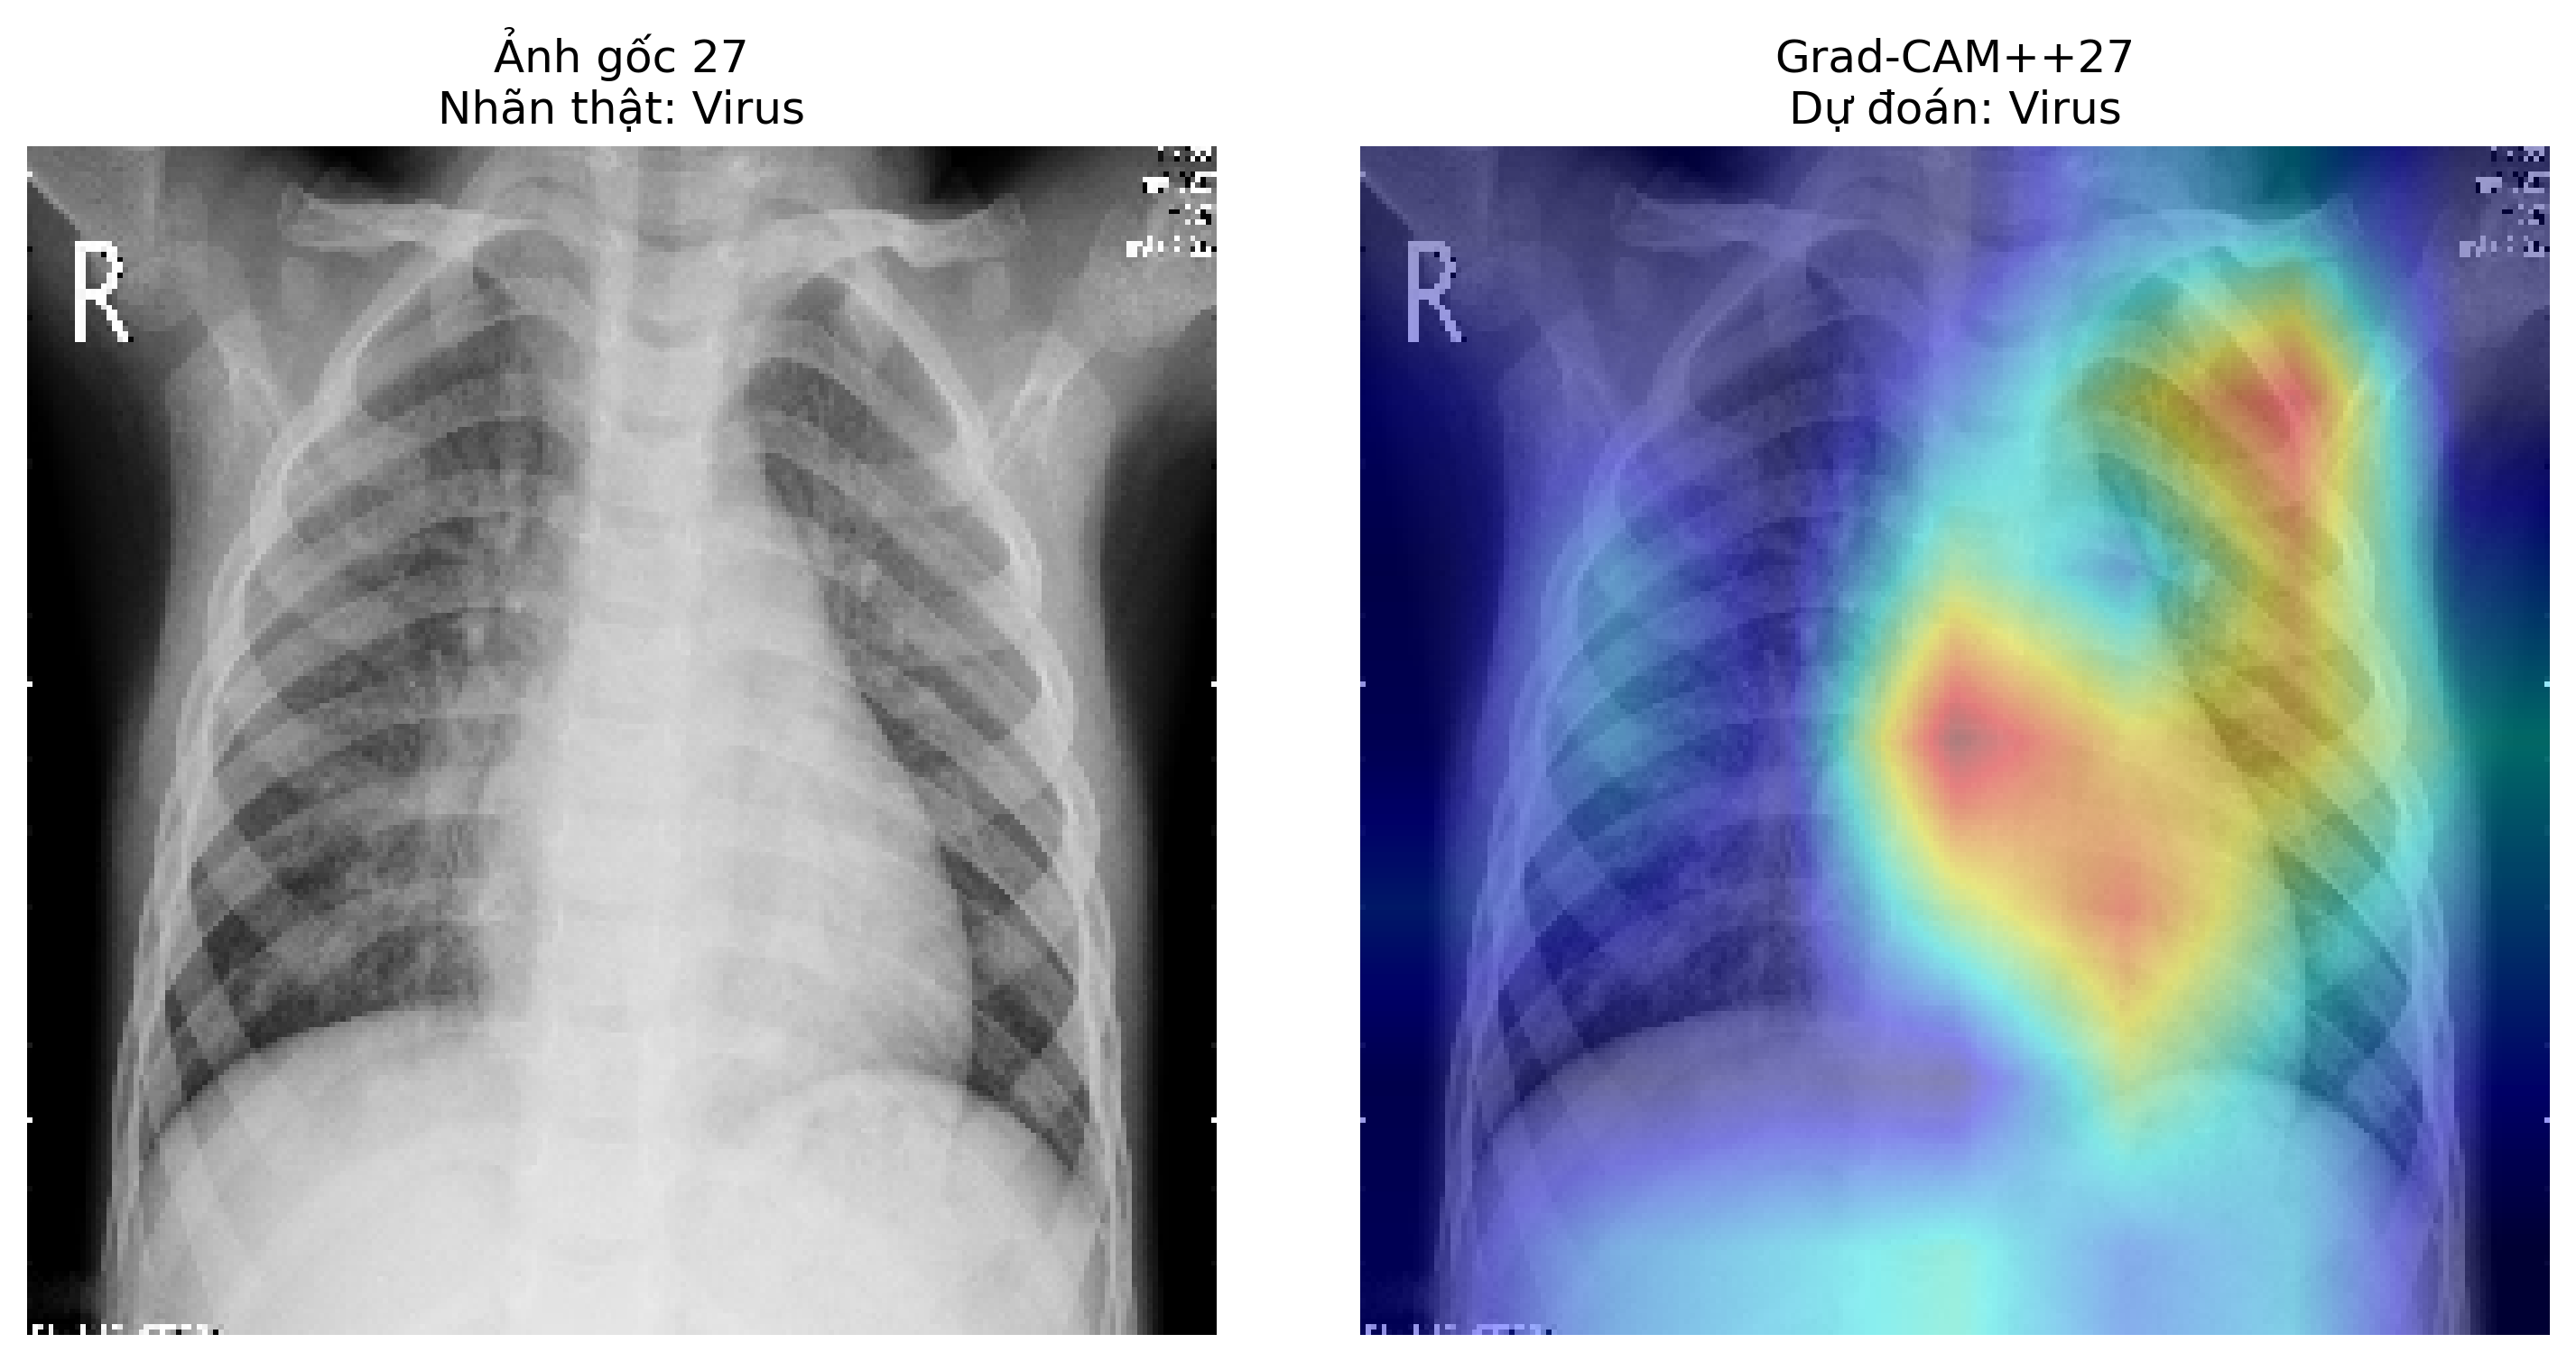 Ảnh gốc 27
Nhãn thật: Virus
R
Grad-CAM++27
Dự đoán: Virus
R